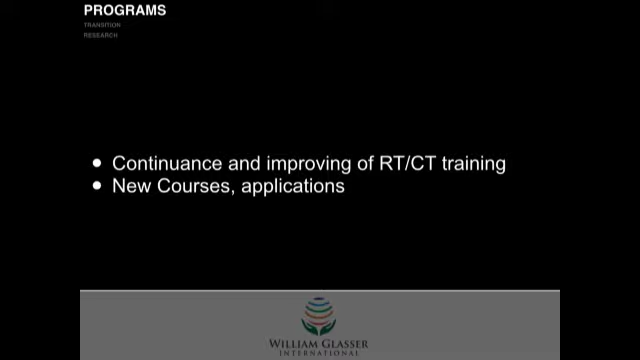 PROGRAMS
TRANSITION
RESEARCH
• Continuance and improving of RT/CT training
• New Courses, applications
WILLIAM GLASSER
INTERNATIONAL